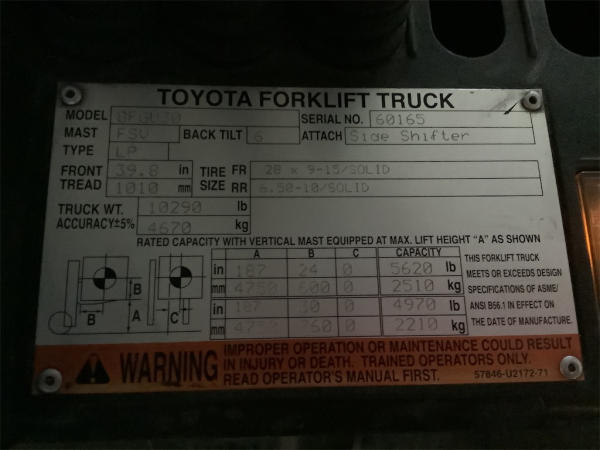 TOYOTA FORKLIFT TRUCK
MODEL 8FGU30 SERIAL NO. 60165
MAST FSV BACK TILT 6 ATTACH Side Shifter
TYPE LP
FRONT TREAD 39.8 in 1010 mm
TIRE SIZE FR 28 x 9-15/SOLID
RR 6.50-10/SOLID
TRUCK WT. 10290 lb
ACCURACY±5% 4670 kg
RATED CAPACITY WITH VERTICAL MAST EQUIPPED AT MAX. LIFT HEIGHT "A" AS SHOWN
A B C CAPACITY
in 187 24 0 5620 lb
mm 4750 600 0 2510 kg
in 187 30 0 4970 lb
mm 4750 760 0 2210 kg
B
B A C
THIS FORKLIFT TRUCK
MEETS OR EXCEEDS DESIGN
SPECIFICATIONS OF ASME/
ANSI B56.1 IN EFFECT ON
THE DATE OF MANUFACTURE.
WARNING
IMPROPER OPERATION OR MAINTENANCE COULD RESULT
IN INJURY OR DEATH. TRAINED OPERATORS ONLY.
READ OPERATOR'S MANUAL FIRST. 57846-U2172-71